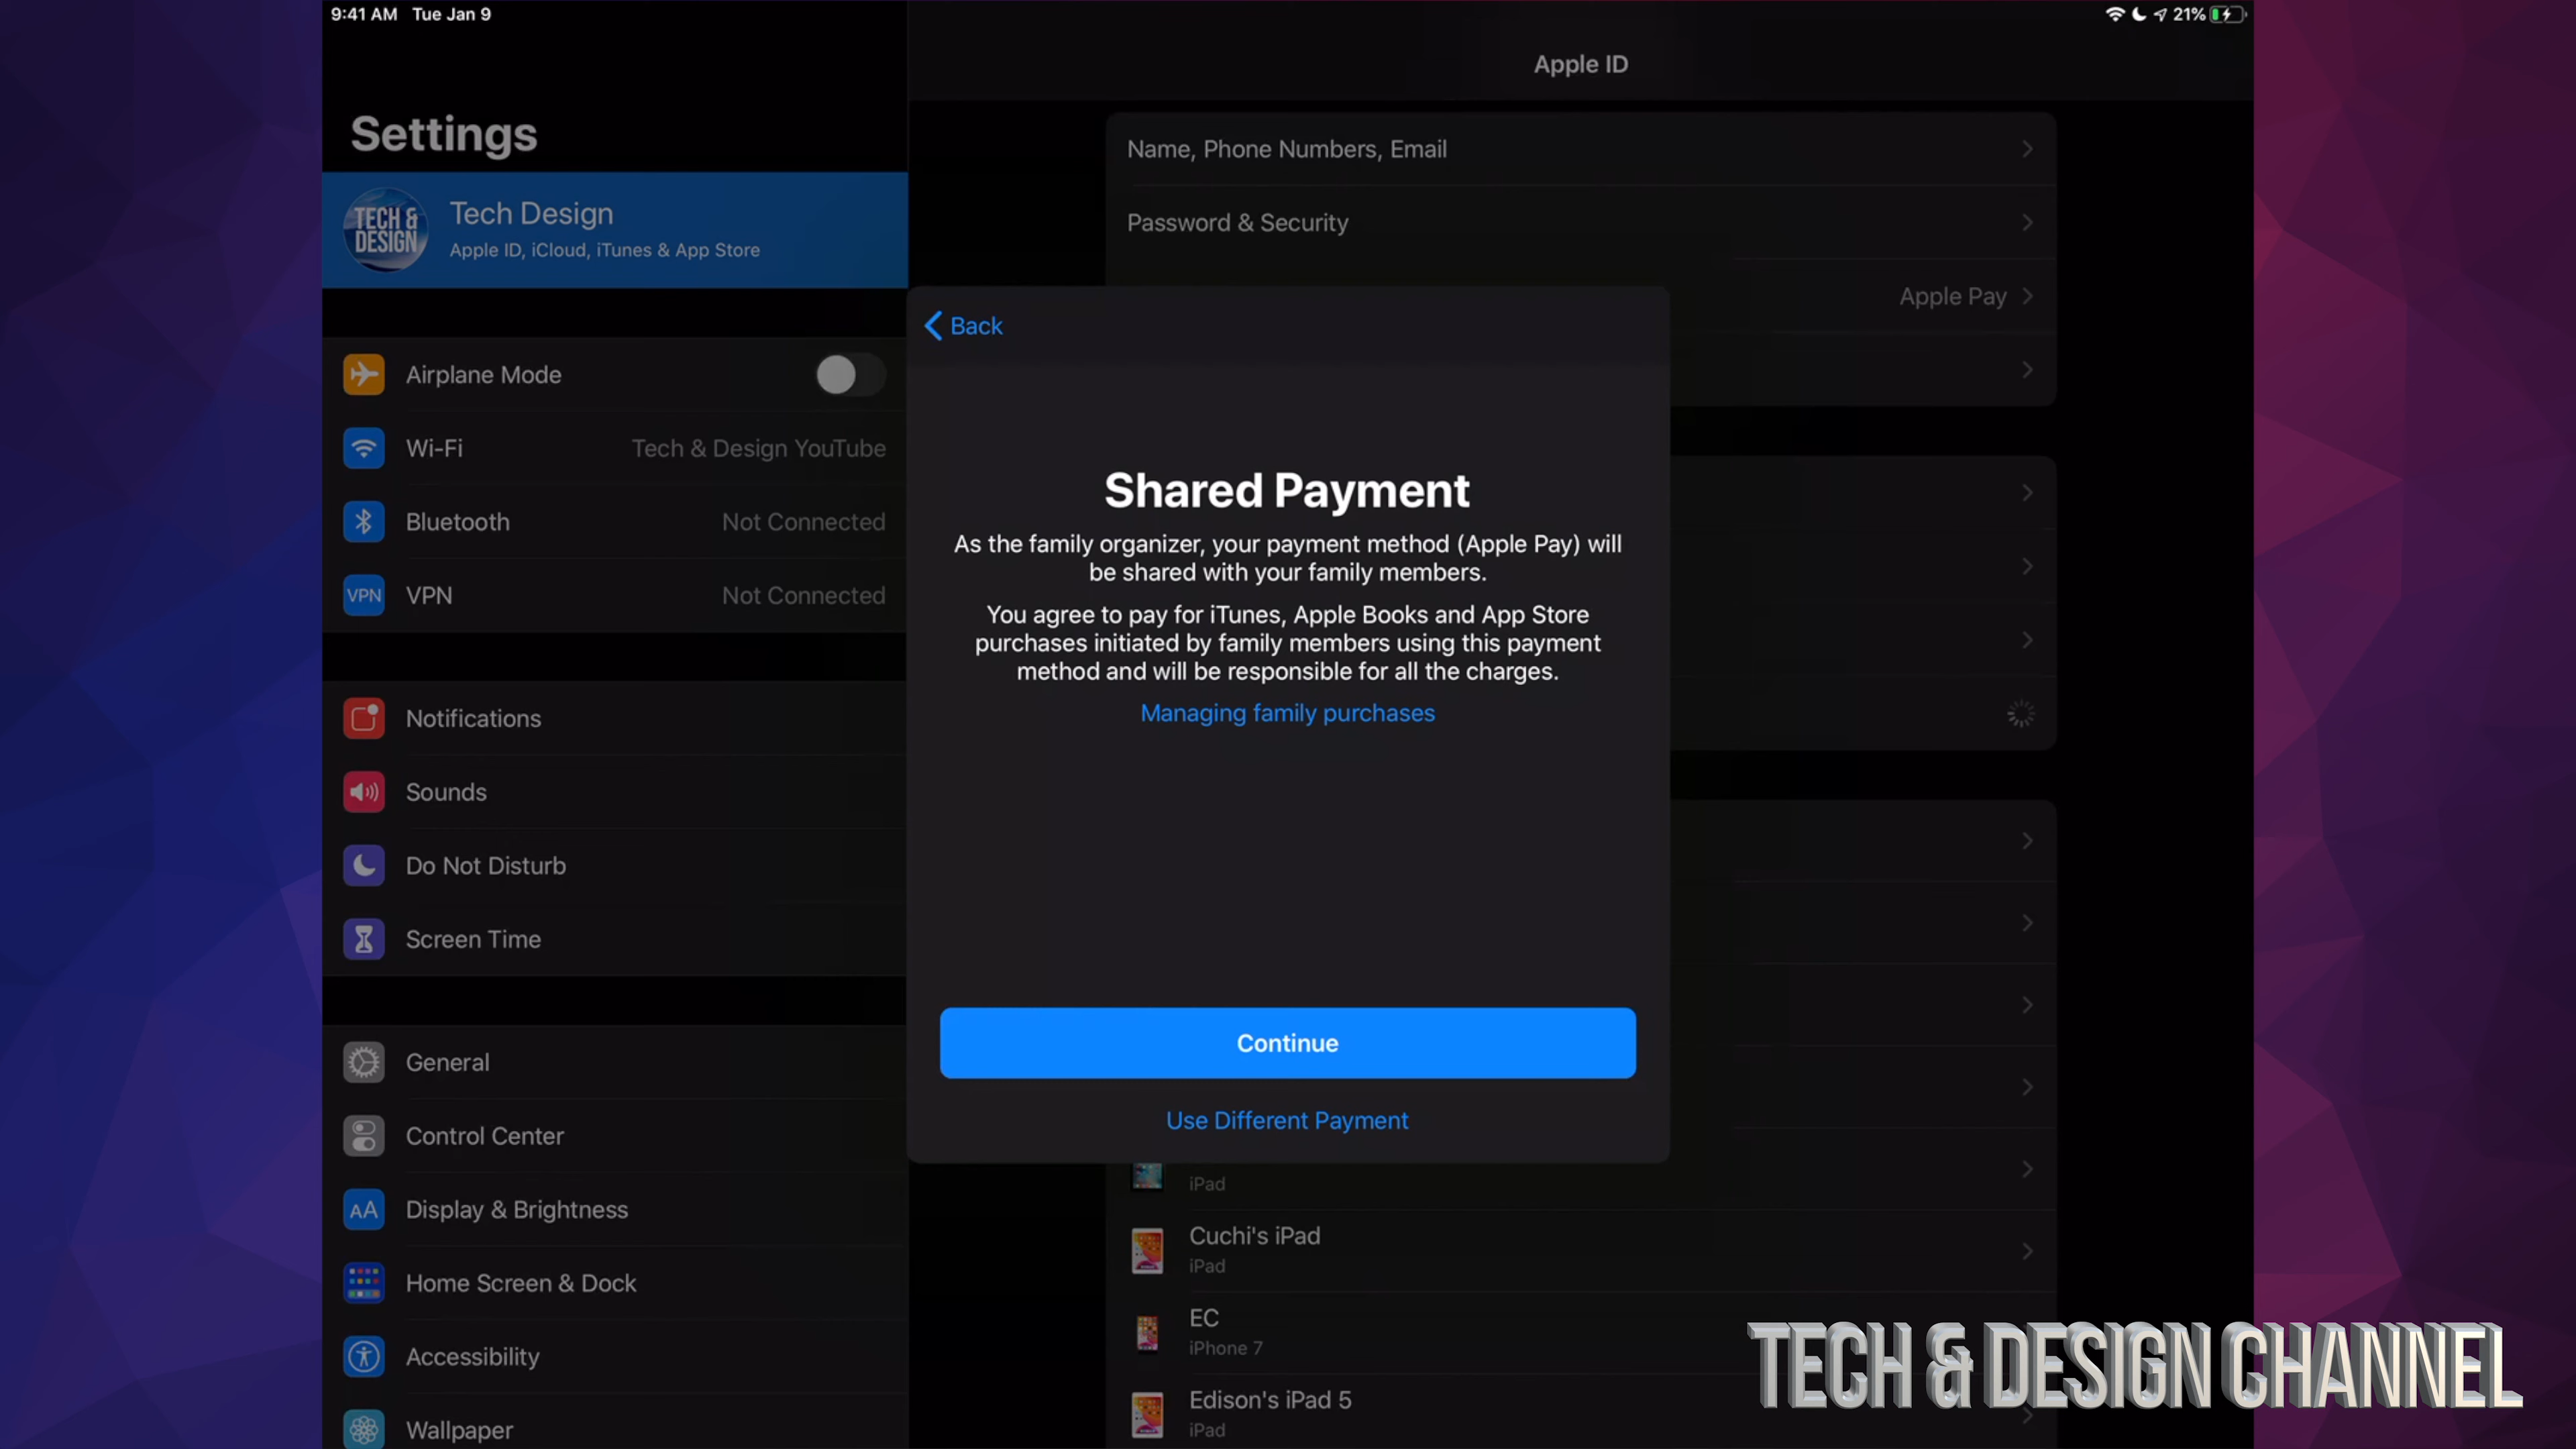 9:41 AM Tue Jan 9
21%
Settings
TECH &
DESIGN
Tech Design
Apple ID, iCloud, iTunes & App Store
Airplane Mode
Wi-Fi
Tech & Design YouTube
Bluetooth
Not Connected
VPN
VPN
Not Connected
Notifications
Sounds
Do Not Disturb
Screen Time
General
Control Center
AA
Display & Brightness
Home Screen & Dock
Accessibility
Wallpaper
Apple ID
Name, Phone Numbers, Email
Password & Security
Apple Pay
Back
Shared Payment
As the family organizer, your payment method (Apple Pay) will
be shared with your family members.
You agree to pay for iTunes, Apple Books and App Store
purchases initiated by family members using this payment
method and will be responsible for all the charges.
Managing family purchases
Continue
Use Different Payment
iPad
Cuchi's iPad
iPad
EC
iPhone 7
Edison's iPad 5
iPad
TECH & DESIGN CHANNEL